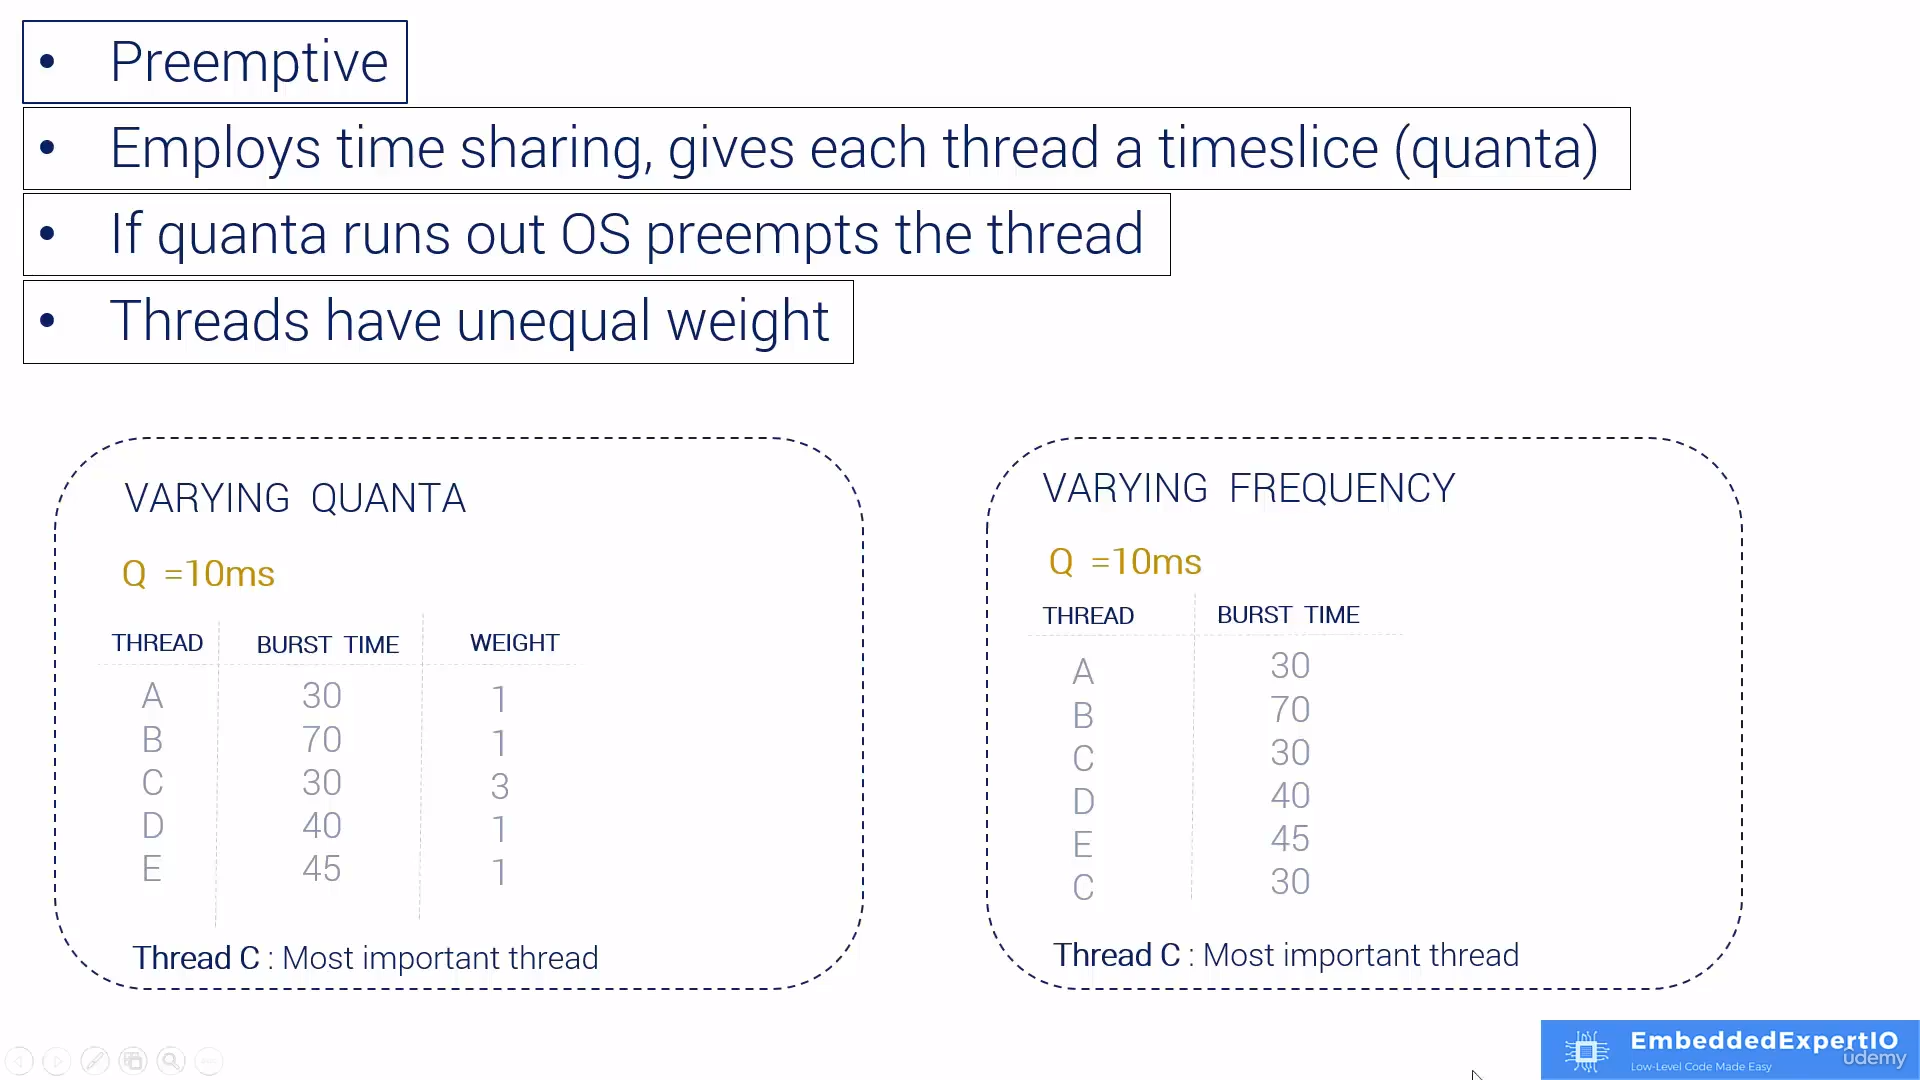 • Preemptive
• Employs time sharing, gives each thread a timeslice (quanta)
• If quanta runs out OS preempts the thread
• Threads have unequal weight
VARYING QUANTA
Q =10ms
THREAD BURST TIME WEIGHT
A 30 1
B 70 1
C 30 3
D 40 1
E 45 1
Thread C : Most important thread
VARYING FREQUENCY
Q =10ms
THREAD BURST TIME
A 30
B 70
C 30
D 40
E 45
C 30
Thread C : Most important thread
EmbeddedExpertIO
Low-Level Code Made Easy
udemy